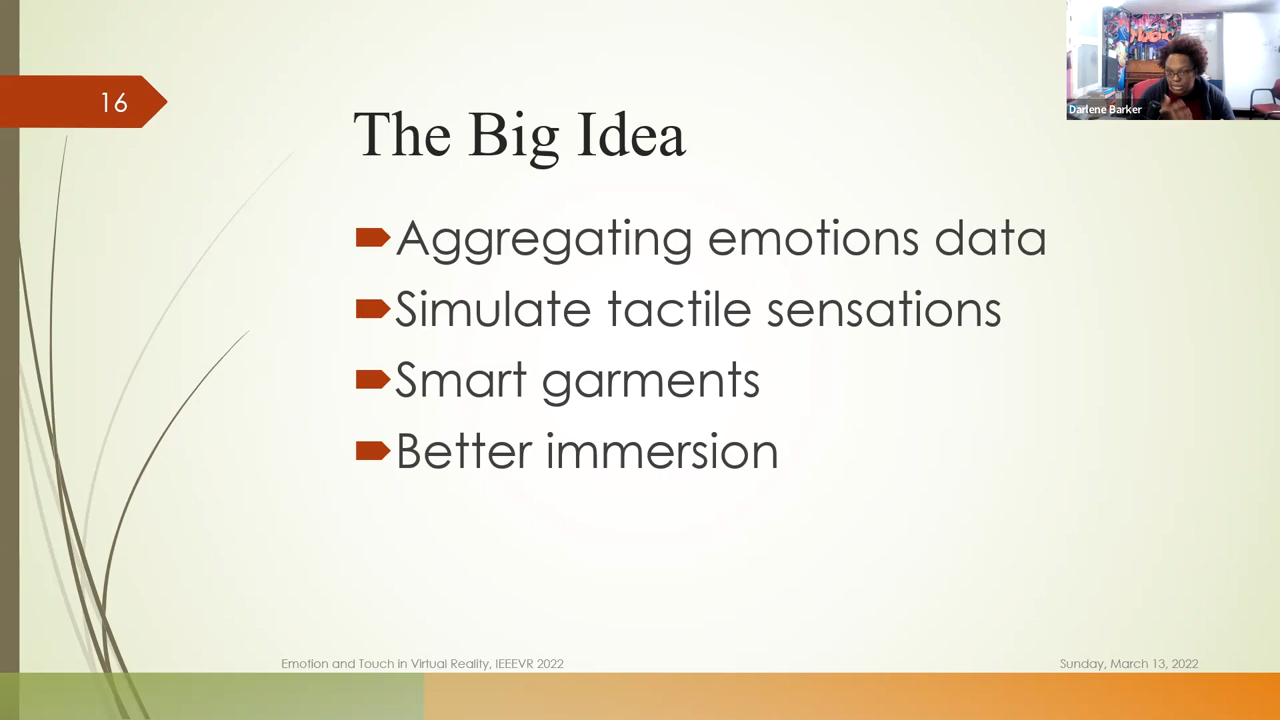 16
The Big Idea
Aggregating emotions data
Simulate tactile sensations
Smart garments
Better immersion
Emotion and Touch in Virtual Reality, IEEEVR 2022
Sunday, March 13, 2022
Darlene Barker